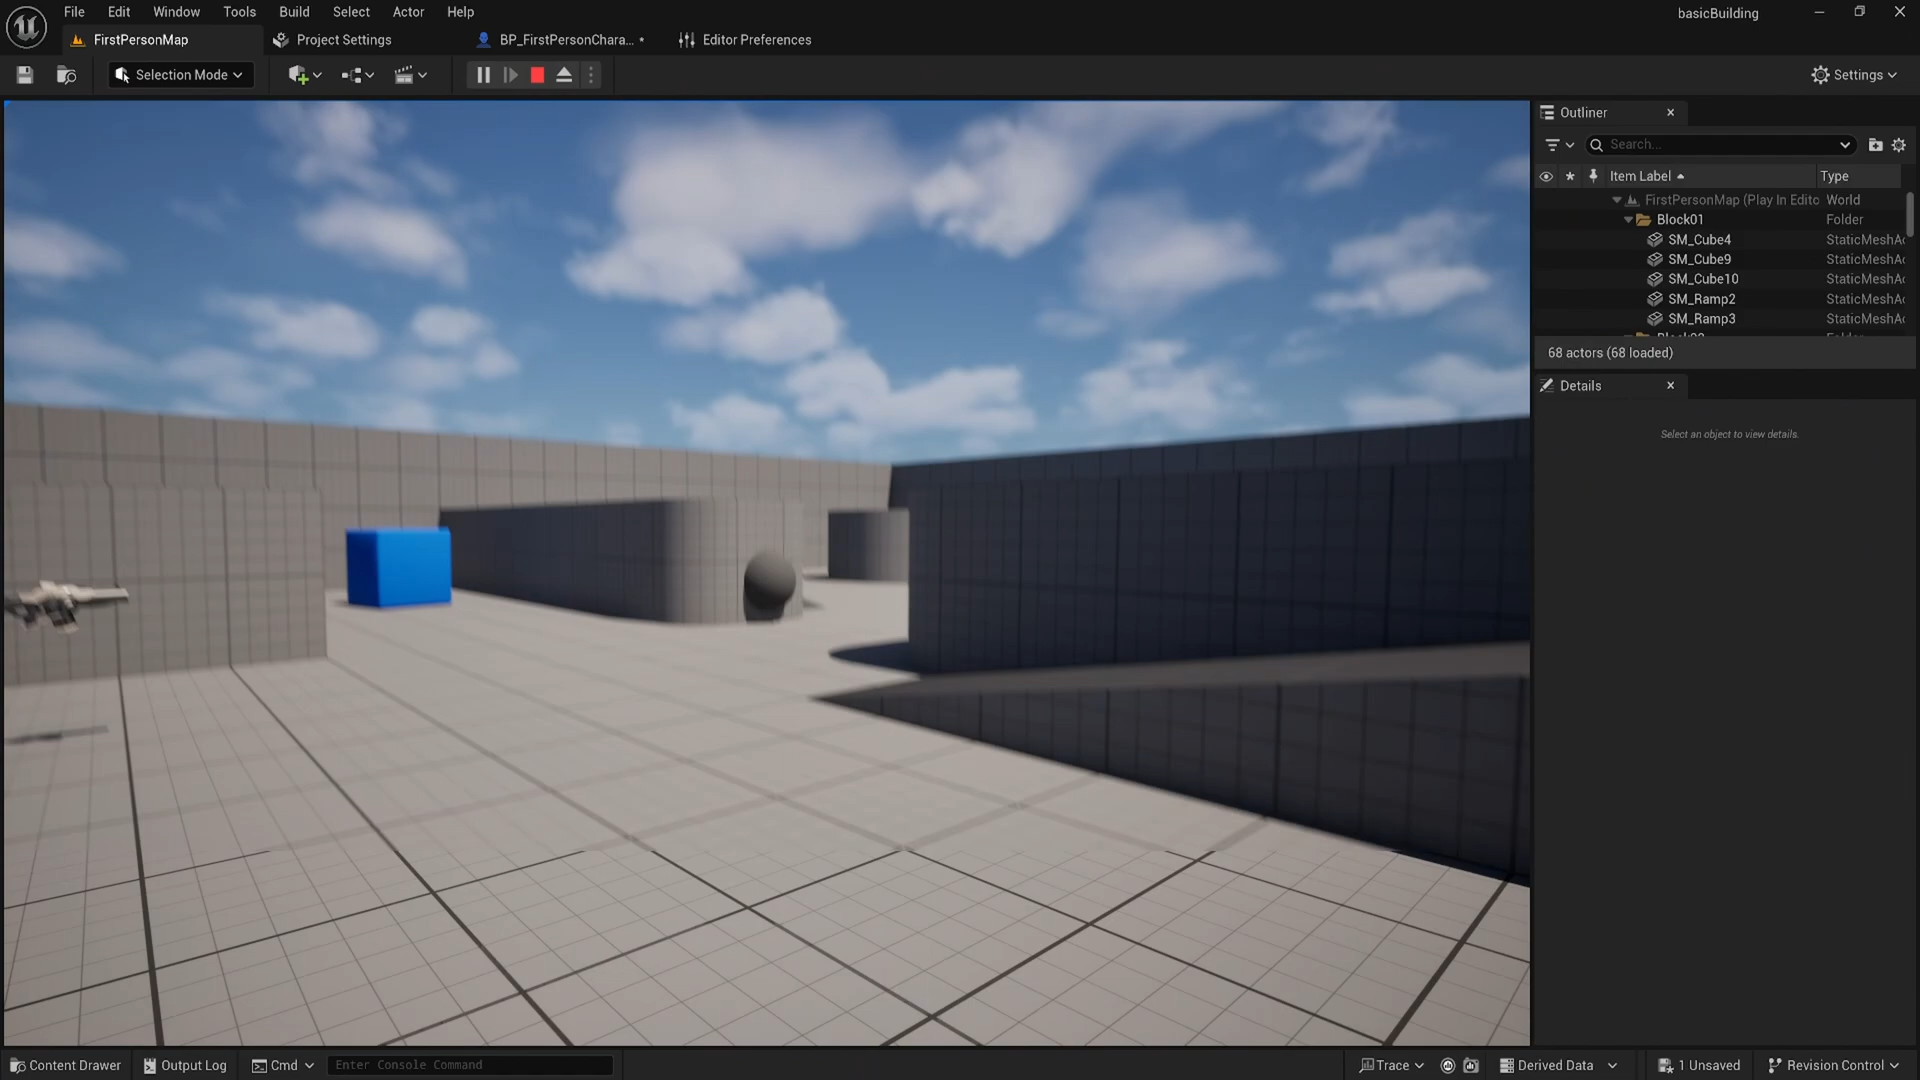 File Edit Window Tools Build Select Actor Help
basicBuilding
FirstPersonMap
Project Settings
BP_FirstPersonChara... •
Editor Preferences
Selection Mode
Settings
Outliner
Search...
Item Label
Type
FirstPersonMap (Play In Edito World
Block01 Folder
SM_Cube4 StaticMeshAc
SM_Cube9 StaticMeshAc
SM_Cube10 StaticMeshAc
SM_Ramp2 StaticMeshAc
SM_Ramp3 StaticMeshAc
68 actors (68 loaded)
Details
Select an object to view details.
Content Drawer
Output Log
Cmd
Enter Console Command
Trace
Derived Data
1 Unsaved
Revision Control